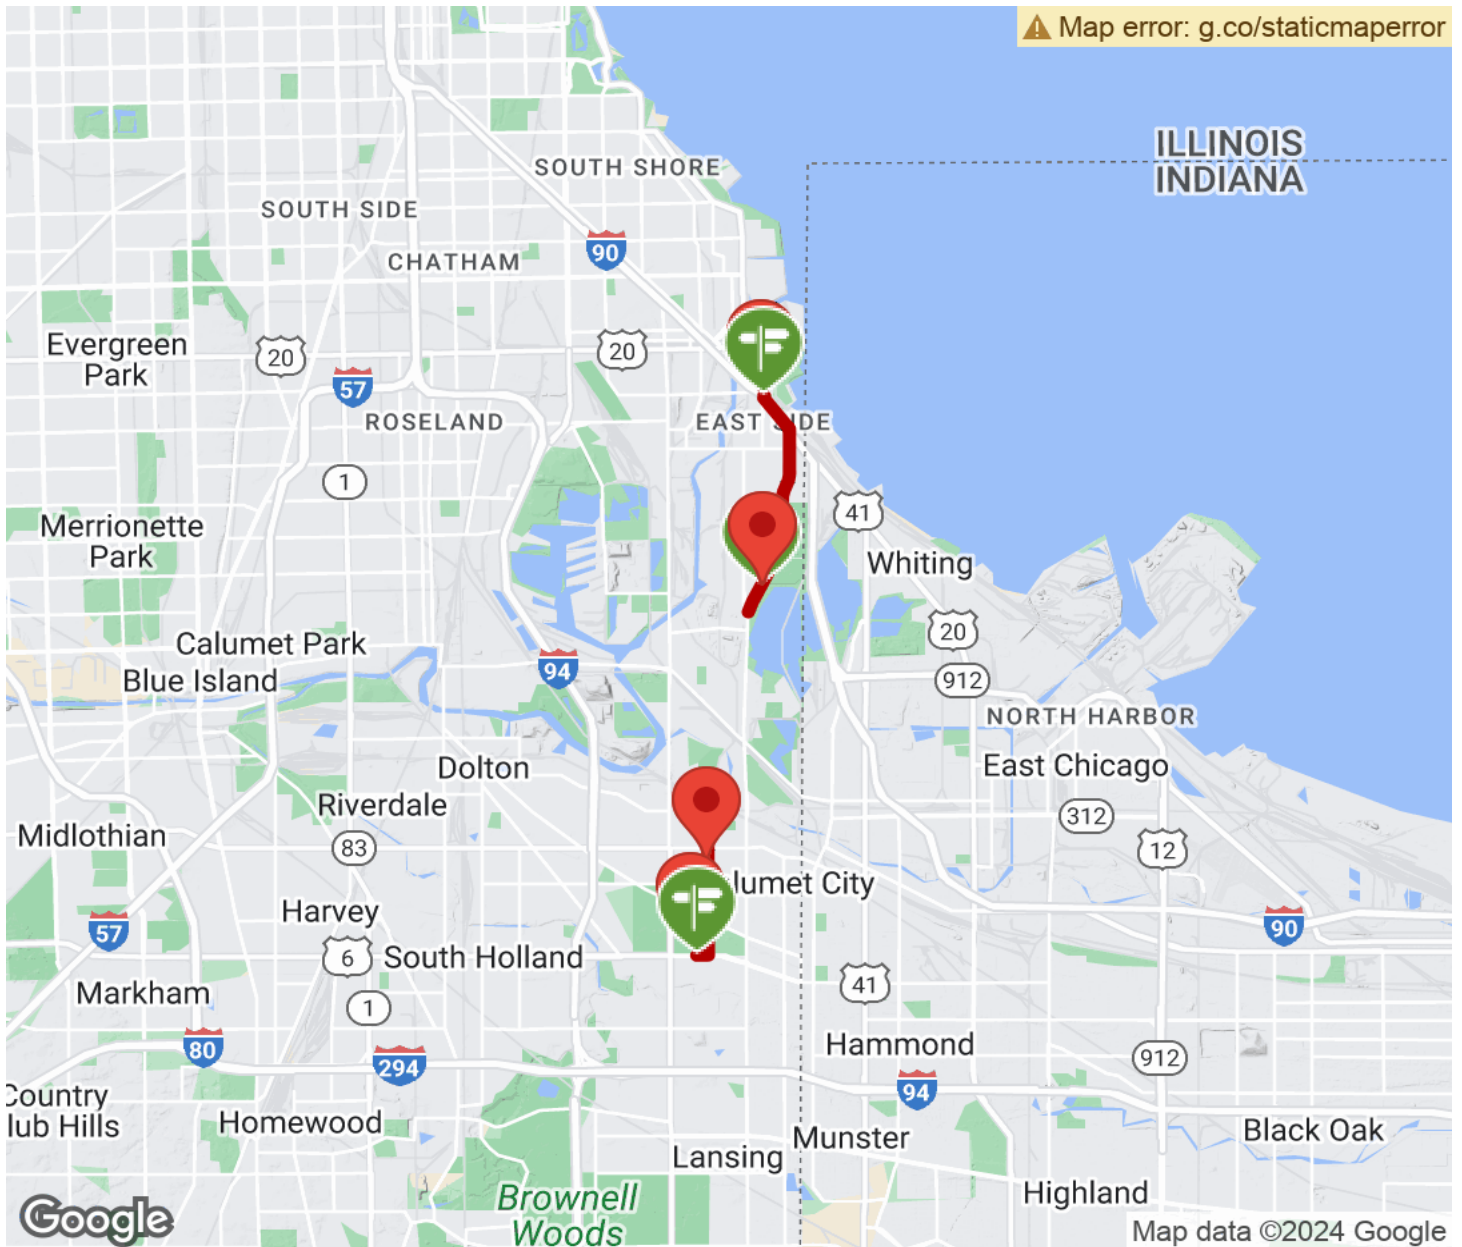 Map error: g.co/staticmaperror
ILLINOIS
INDIANA
SOUTH SHORE
SOUTH SIDE
90
CHATHAM
Evergreen
Park
20
20
57
ROSELAND
EAST SIDE
1
41
Merrionette
Park
Whiting
20
Calumet Park
94
Blue Island
912
NORTH HARBOR
East Chicago
Dolton
Riverdale
312
Midlothian
83
12
lumet City
Harvey
57
90
6
South Holland
41
Markham
1
Hammond
80
912
294
94
Country
lub Hills
Homewood
Black Oak
Munster
Lansing
Highland
Brownell
Woods
Google
Map data ©2024 Google